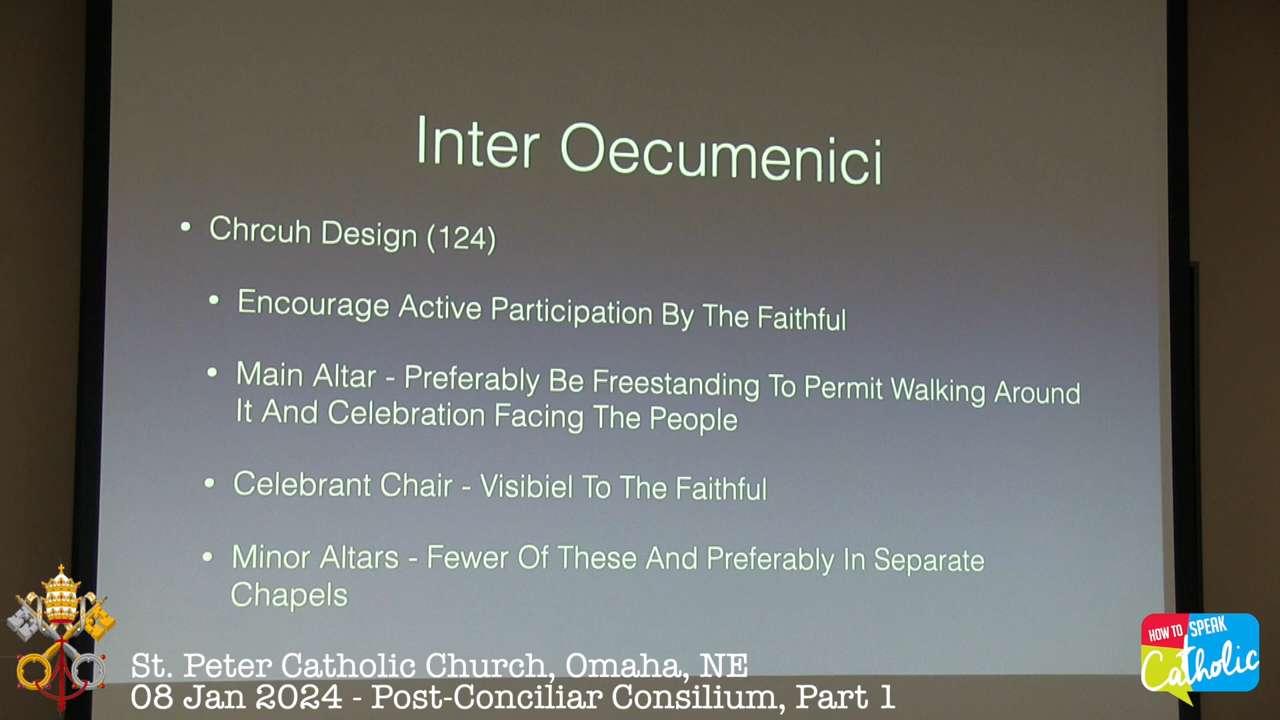 Inter Oecumenici
• Chrcuh Design (124)
• Encourage Active Participation By The Faithful
• Main Altar - Preferably Be Freestanding To Permit Walking Around
It And Celebration Facing The People
• Celebrant Chair - Visibiel To The Faithful
• Minor Altars - Fewer Of These And Preferably In Separate
Chapels
St. Peter Catholic Church, Omaha, NE
08 Jan 2024 - Post-Conciliar Consilium, Part 1
HOW TO SPEAK
Catholic